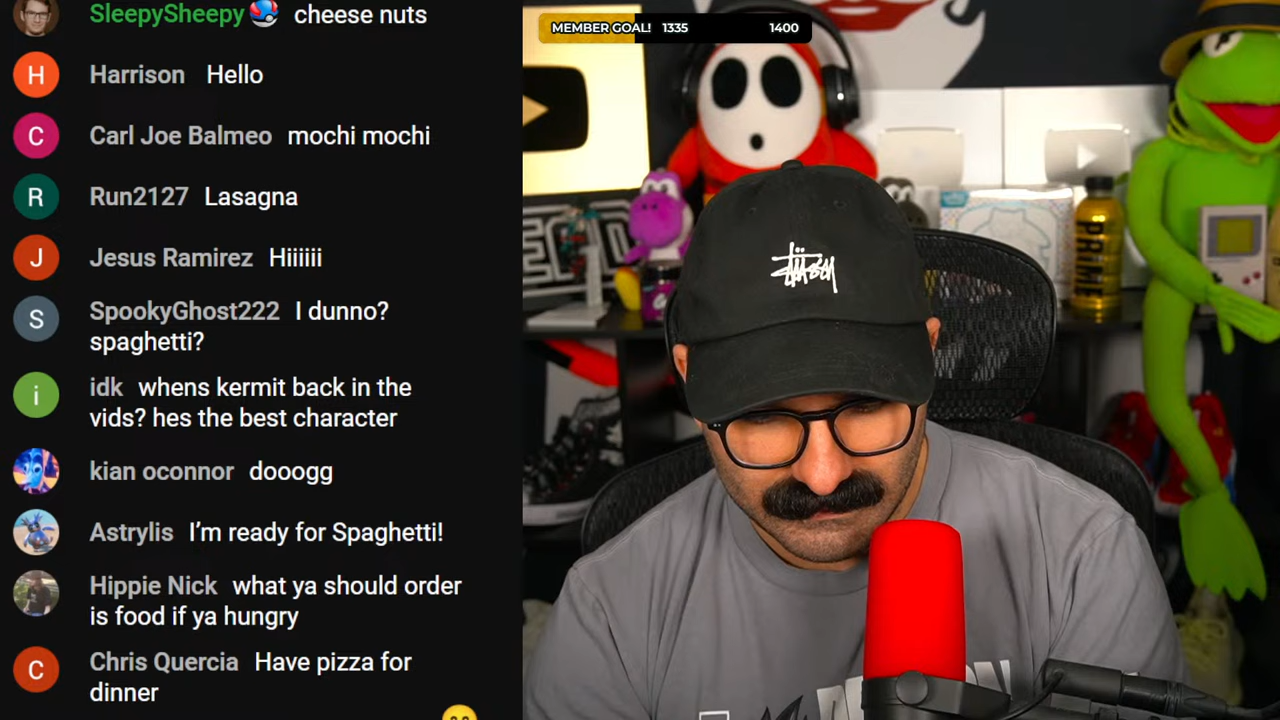 SleepySheepy cheese nuts
MEMBER GOAL! 1335 1400
H Harrison Hello
C Carl Joe Balmeo mochi mochi
R Run2127 Lasagna
J Jesus Ramirez Hiiiiii
S SpookyGhost222 I dunno?
spaghetti?
i idk whens kermit back in the
vids? hes the best character
kian oconnor dooogg
Astrylis I’m ready for Spaghetti!
Hippie Nick what ya should order
is food if ya hungry
C Chris Quercia Have pizza for
dinner
Stüssy
PRIME